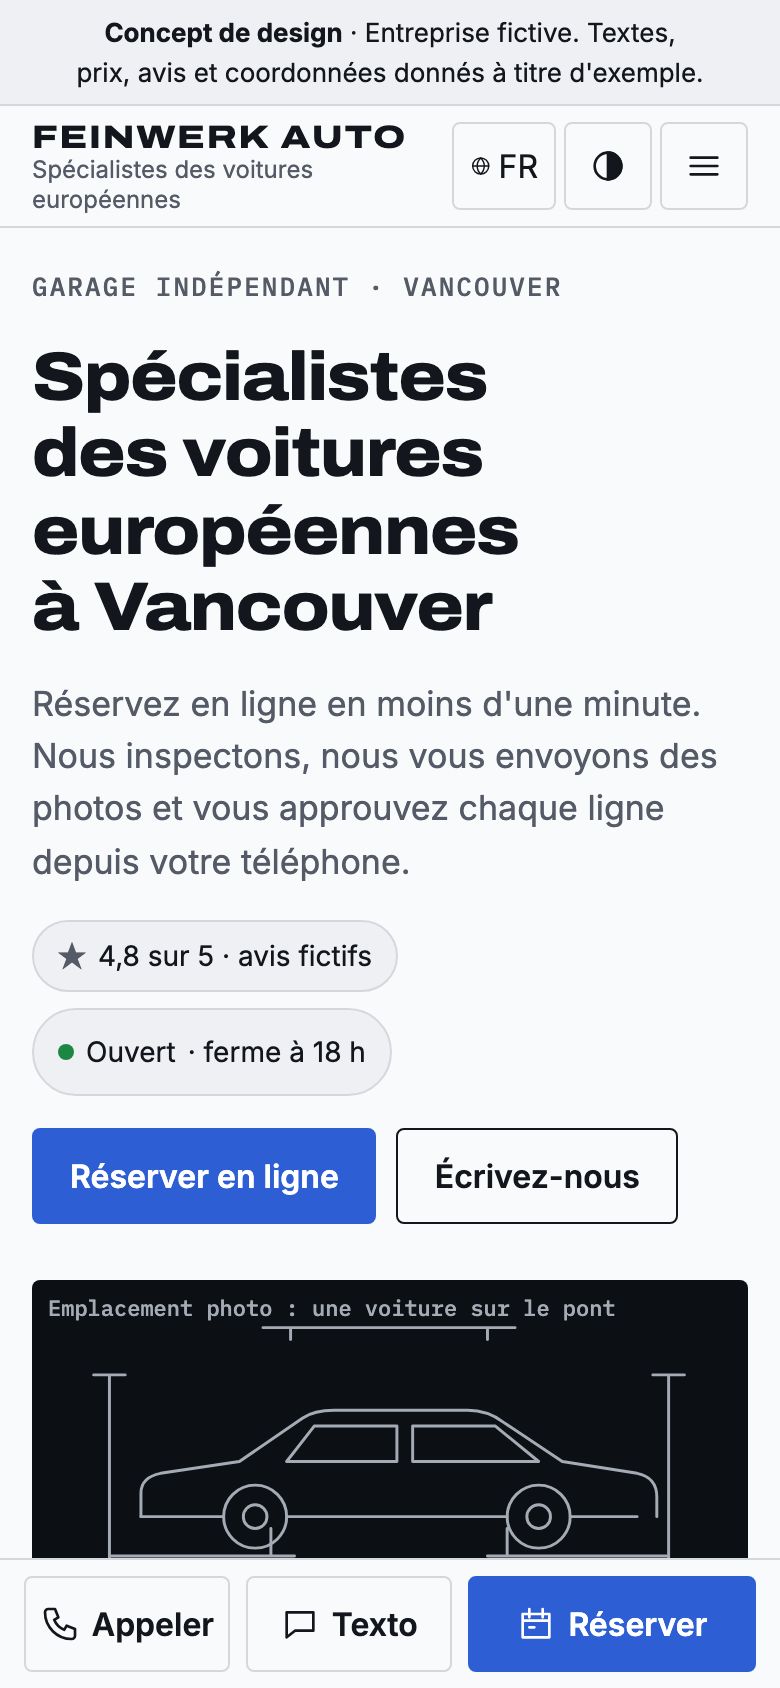 Concept de design · Entreprise fictive. Textes,
prix, avis et coordonnées donnés à titre d'exemple.
FEINWERK AUTO
Spécialistes des voitures
européennes
FR
GARAGE INDÉPENDANT · VANCOUVER
Spécialistes
des voitures
européennes
à Vancouver
Réservez en ligne en moins d'une minute.
Nous inspectons, nous vous envoyons des
photos et vous approuvez chaque ligne
depuis votre téléphone.
★ 4,8 sur 5 · avis fictifs
Ouvert · ferme à 18 h
Réserver en ligne
Écrivez-nous
Emplacement photo : une voiture sur le pont
Appeler
Texto
Réserver